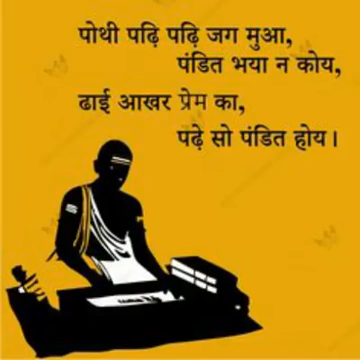 पोथी पढ़ि पढ़ि जग मुआ,
पंडित भया न कोय,
ढाई आखर प्रेम का,
पढ़े सो पंडित होय।